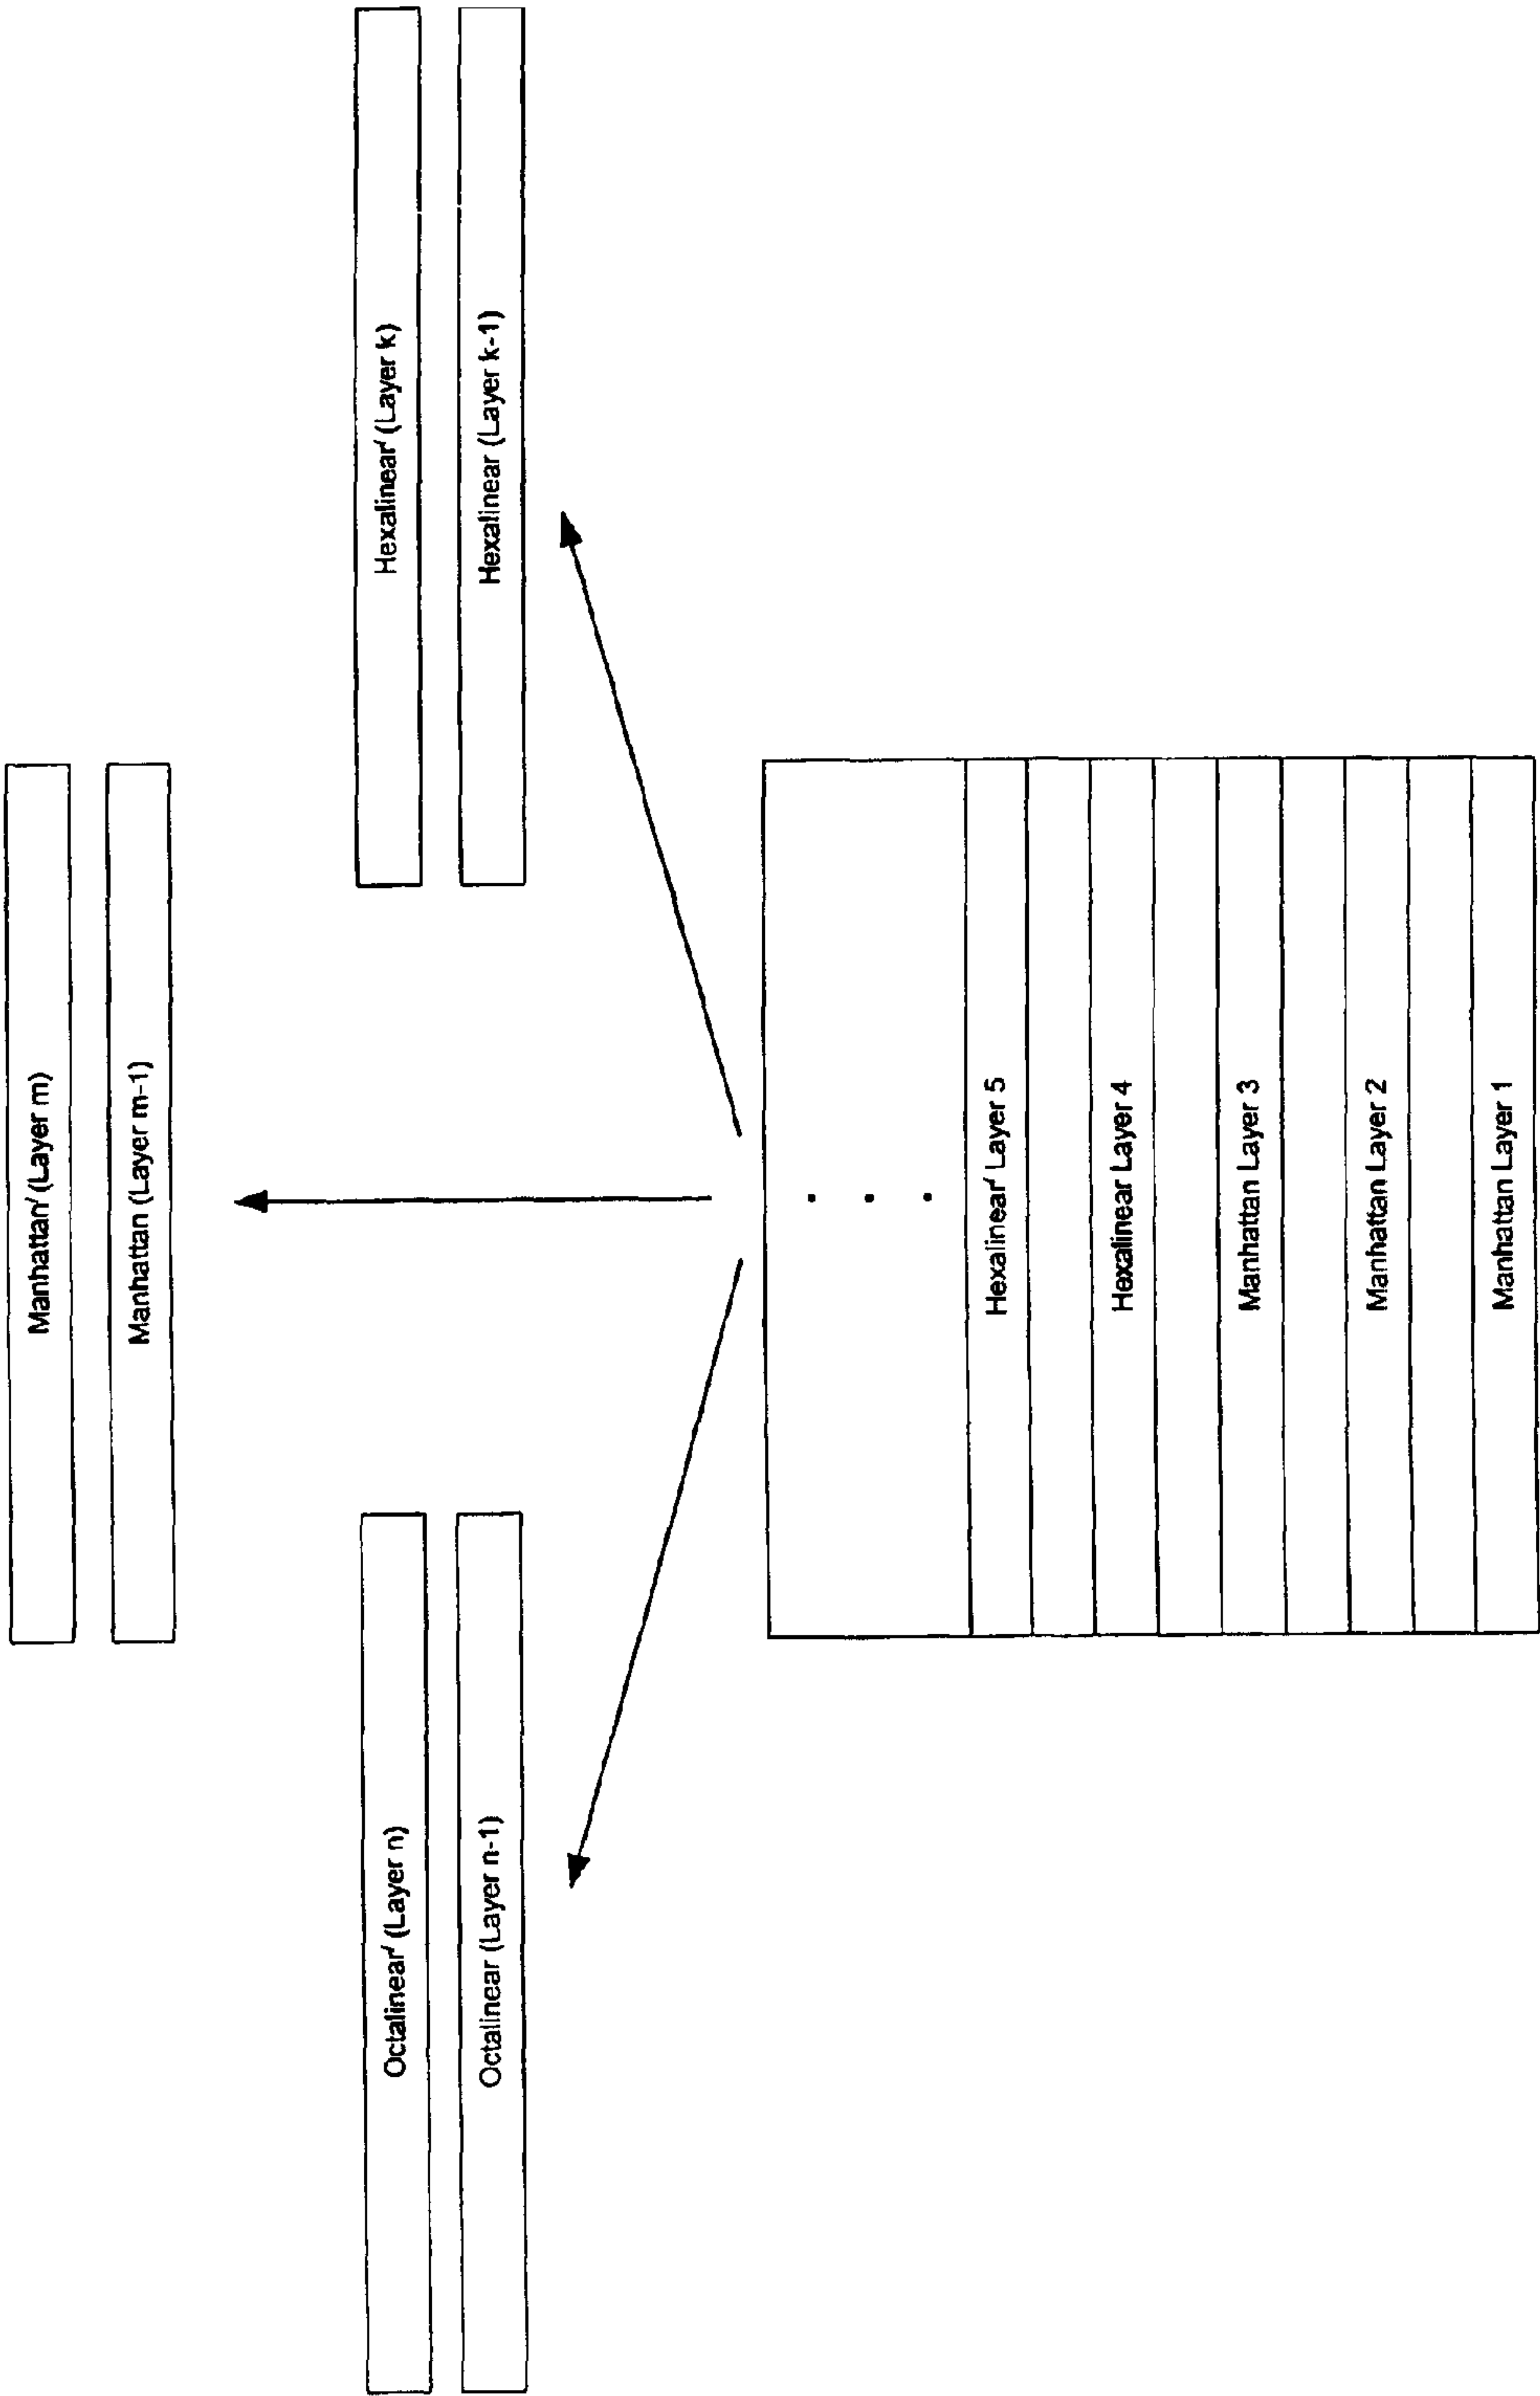 Manhattan' (Layer m)
Manhattan (Layer m-1)
Octalinear' (Layer n)
Octalinear (Layer n-1)
Hexalinear' (Layer k)
Hexalinear (Layer k-1)
Hexalinear' Layer 5
Hexalinear Layer 4
Manhattan Layer 3
Manhattan Layer 2
Manhattan Layer 1